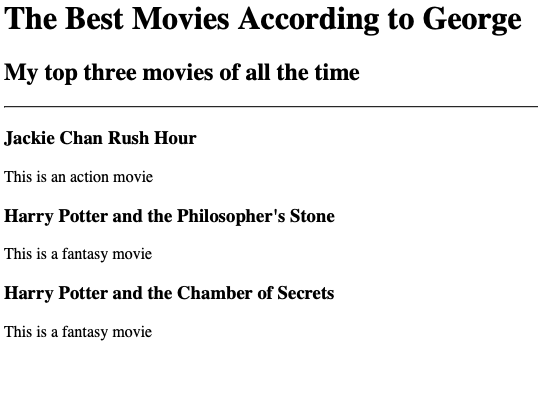 The Best Movies According to George
My top three movies of all the time
Jackie Chan Rush Hour
This is an action movie
Harry Potter and the Philosopher's Stone
This is a fantasy movie
Harry Potter and the Chamber of Secrets
This is a fantasy movie